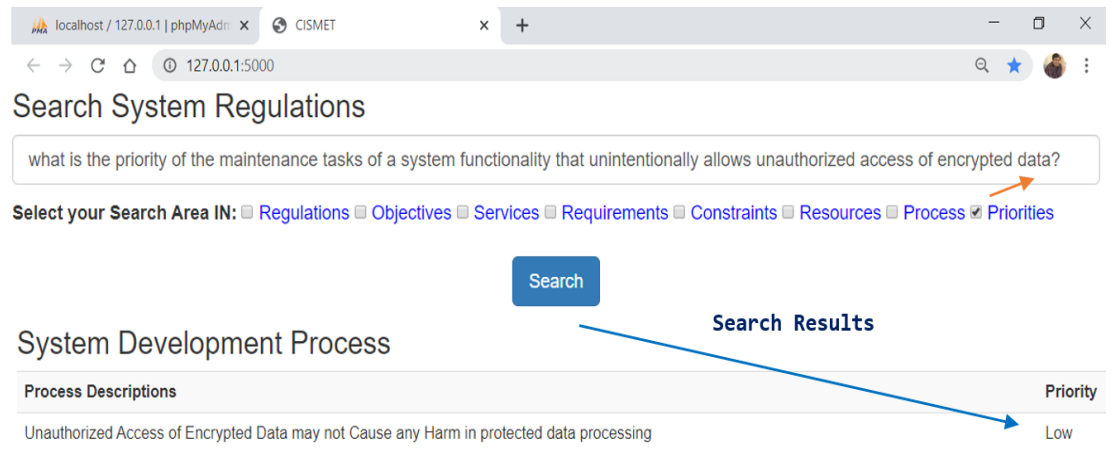 localhost / 127.0.0.1 | phpMyAdm
CISMET
127.0.0.1:5000
Search System Regulations
what is the priority of the maintenance tasks of a system functionality that unintentionally allows unauthorized access of encrypted data?
Select your Search Area IN: Regulations Objectives Services Requirements Constraints Resources Process Priorities
Search
Search Results
System Development Process
Process Descriptions Priority
Unauthorized Access of Encrypted Data may not Cause any Harm in protected data processing Low